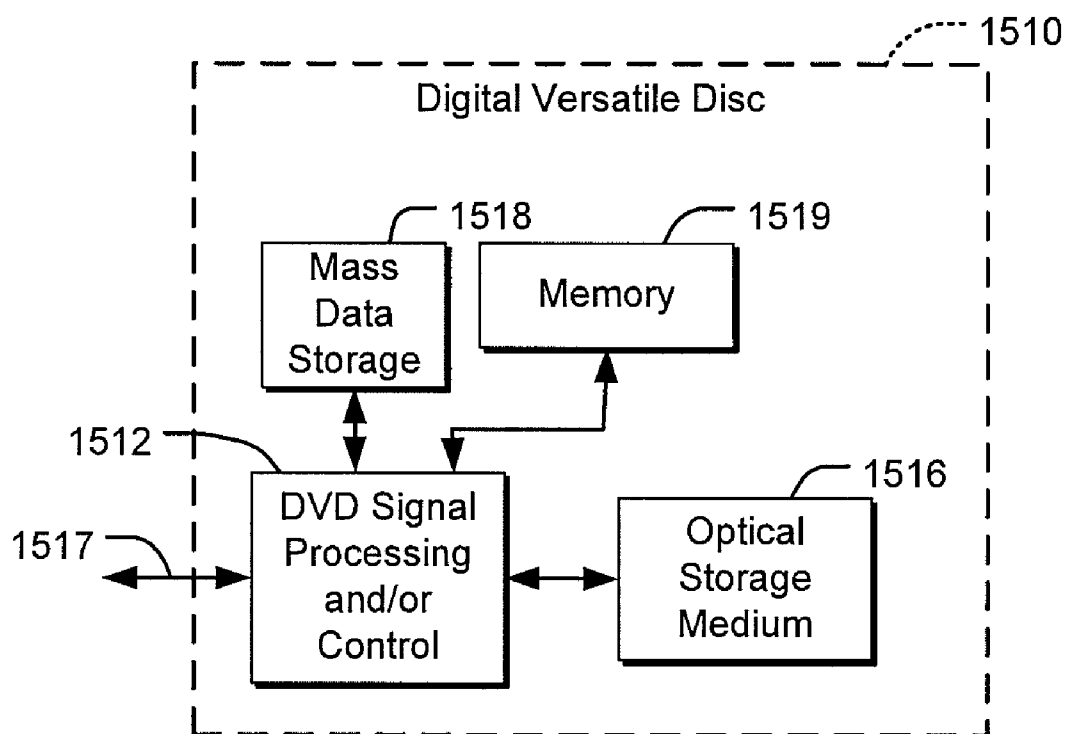 1510
Digital Versatile Disc
1518
1519
Mass
Data
Storage
Memory
1512
1516
DVD Signal
Processing
and/or
Control
Optical
Storage
Medium
1517